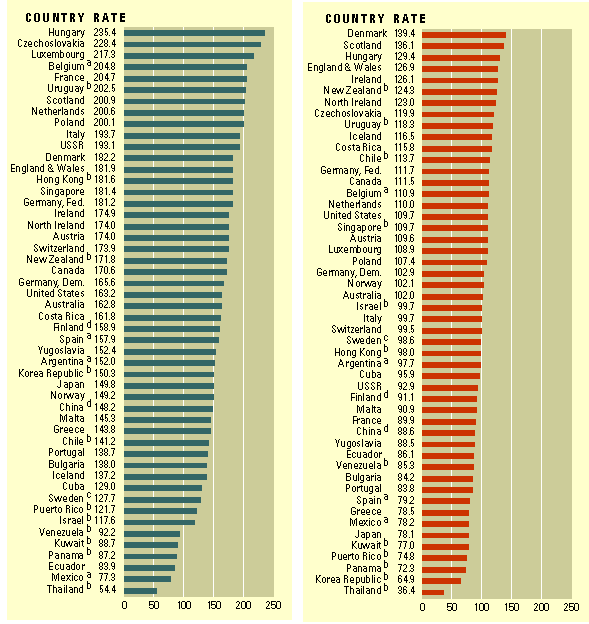 COUNTRY RATE
Hungary 235.4
Czechoslovakia 228.4
Luxembourg 217.3
Belgium a 204.8
France 204.7
Uruguay b 202.5
Scotland 200.9
Netherlands 200.6
Poland 200.1
Italy 193.7
USSR 193.1
Denmark 182.2
England & Wales 181.9
Hong Kong b 181.6
Singapore 181.4
Germany, Fed. 181.2
Ireland 174.9
North Ireland 174.0
Austria 174.0
Switzerland 173.9
New Zealand b 171.8
Canada 170.6
Germany, Dem. 165.6
United States 163.2
Australia 162.8
Costa Rica 161.8
Finland d 158.9
Spain a 157.9
Yugoslavia 152.4
Argentina a 152.0
Korea Republic b 150.3
Japan 149.8
Norway 149.2
China d 148.2
Malta 145.3
Greece 143.8
Chile b 141.2
Portugal 138.7
Bulgaria 138.0
Iceland 137.2
Cuba 129.0
Sweden c 127.7
Puerto Rico b 121.7
Israel b 117.6
Venezuela b 92.2
Kuwait b 88.7
Panama b 87.2
Ecuador 83.9
Mexico a 77.3
Thailand b 54.4
0 50 100 150 200 250
COUNTRY RATE
Denmark 139.4
Scotland 136.1
Hungary 129.4
England & Wales 126.9
Ireland 126.1
New Zealand b 124.3
North Ireland 123.0
Czechoslovakia 119.9
Uruguay b 118.3
Iceland 116.5
Costa Rica 115.8
Chile b 113.7
Germany, Fed. 111.7
Canada 111.5
Belgium a 110.9
Netherlands 110.0
United States 109.7
Singapore b 109.7
Austria 109.6
Luxembourg 108.9
Poland 107.4
Germany, Dem. 102.9
Norway 102.1
Australia 102.0
Israel b 99.7
Italy 99.7
Switzerland 99.5
Sweden c 98.6
Hong Kong b 98.0
Argentina a 97.7
Cuba 95.9
USSR 92.9
Finland d 91.1
Malta 90.9
France 89.9
China d 88.6
Yugoslavia 88.5
Ecuador 86.1
Venezuela b 85.3
Bulgaria 84.2
Portugal 83.8
Spain a 79.2
Greece 78.5
Mexico a 78.2
Japan 78.1
Kuwait b 77.0
Puerto Rico b 74.8
Panama b 72.3
Korea Republic b 64.9
Thailand b 36.4
0 50 100 150 200 250